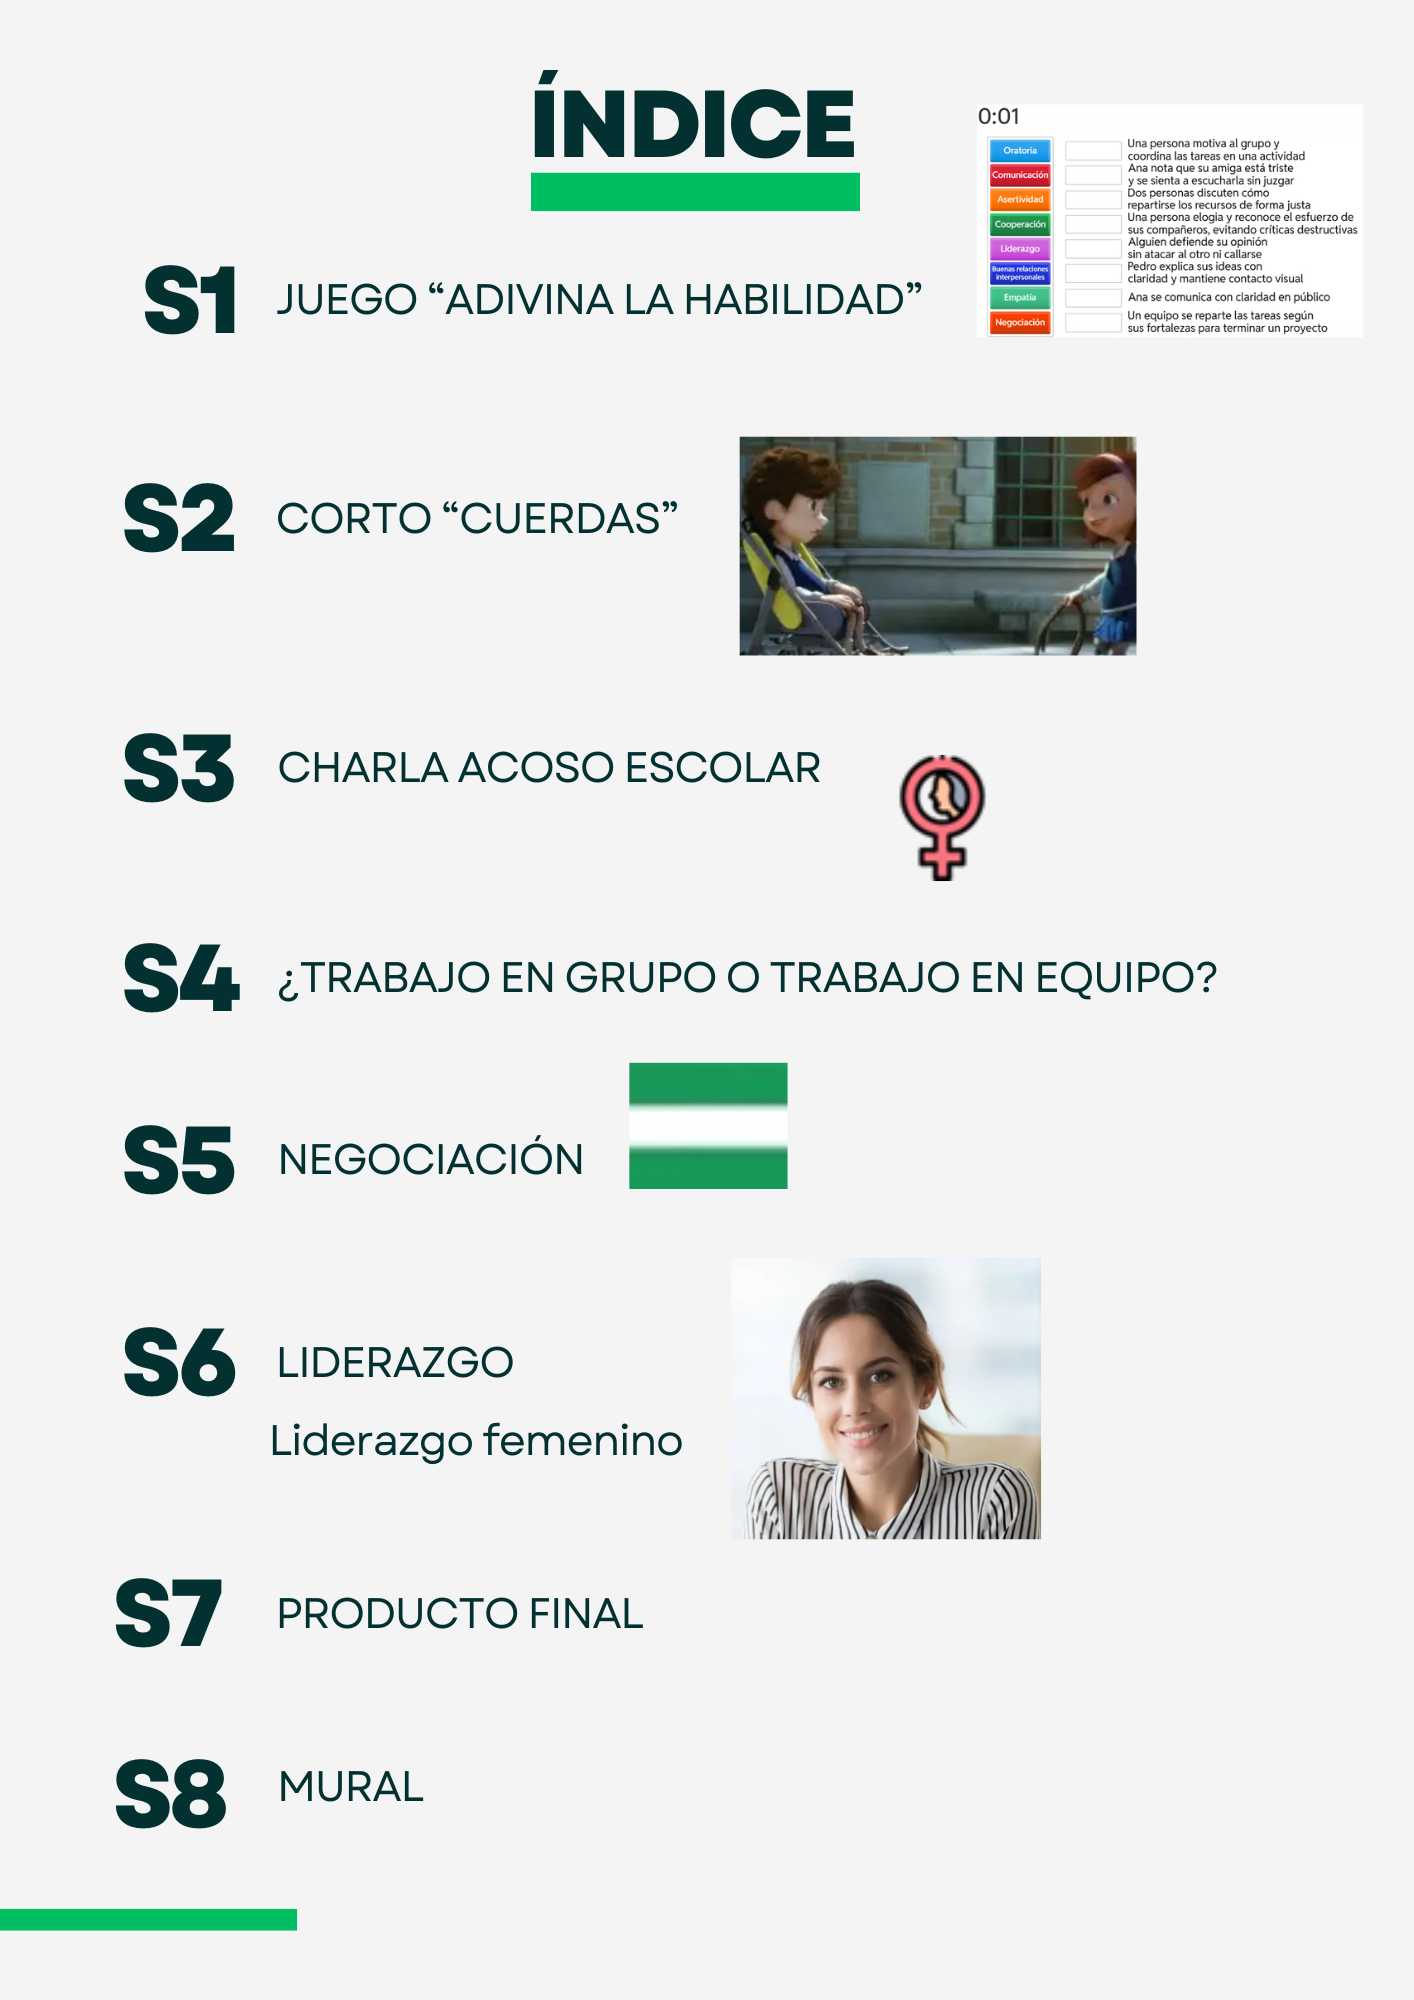 ÍNDICE
0:01
Oratoria
Comunicación
Asertividad
Cooperación
Liderazgo
Buenas relaciones
Interpersonales
Empatía
Negociación
Una persona motiva al grupo y
coordina las tareas en una actividad
Ana nota que su amiga está triste
y se sienta a escucharla sin juzgar
Dos personas discuten cómo
repartirse los recursos de forma justa
Una persona elogia y reconoce el esfuerzo de
sus compañeros, evitando críticas destructivas
Alguien defiende su opinión
sin atacar al otro ni callarse
Pedro explica sus ideas con
claridad y mantiene contacto visual
Ana se comunica con claridad en público
Un equipo se reparte las tareas según
sus fortalezas para terminar un proyecto
S1 JUEGO “ADIVINA LA HABILIDAD”
S2 CORTO “CUERDAS”
S3 CHARLA ACOSO ESCOLAR
S4 ¿TRABAJO EN GRUPO O TRABAJO EN EQUIPO?
S5 NEGOCIACIÓN
S6 LIDERAZGO
Liderazgo femenino
S7 PRODUCTO FINAL
S8 MURAL